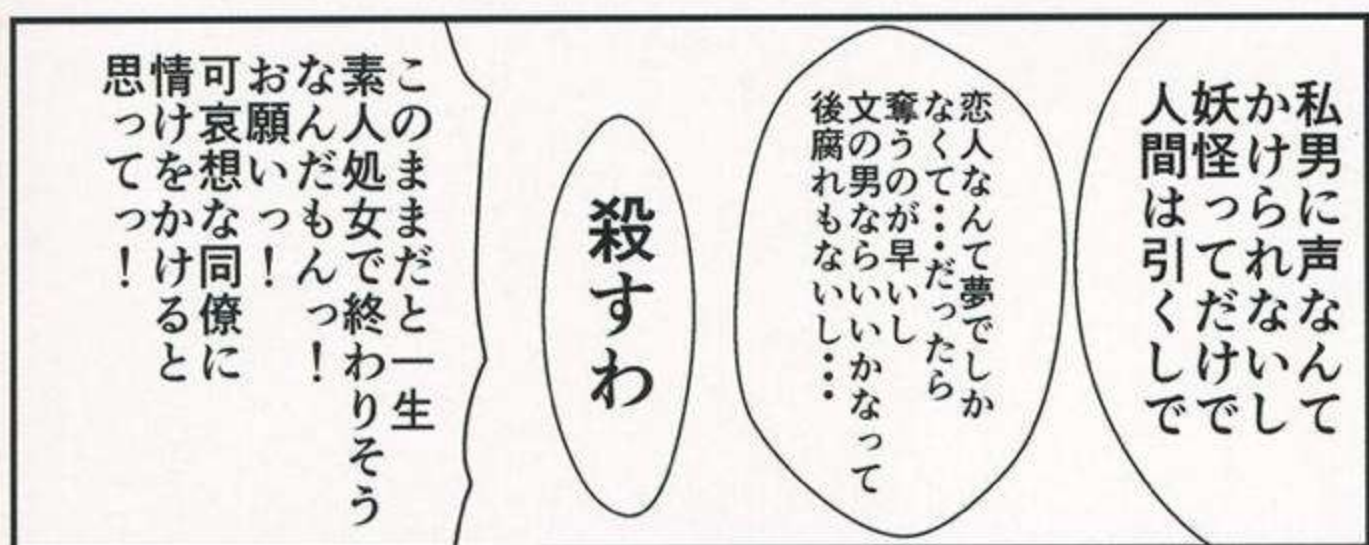 私男に声なんて
かけられないし
妖怪ってだけで
人間は引くしで
恋人なんて夢でしか
なくて・・・だったら
奪うのが早いし
文の男ならいいかなって
後腐れもないし・・・
殺すわ
このままだと一生
素人処女で終わりそう
なんだもんっ！
お願いっ！
可哀想な同僚に
情けをかけると
思ってっ！